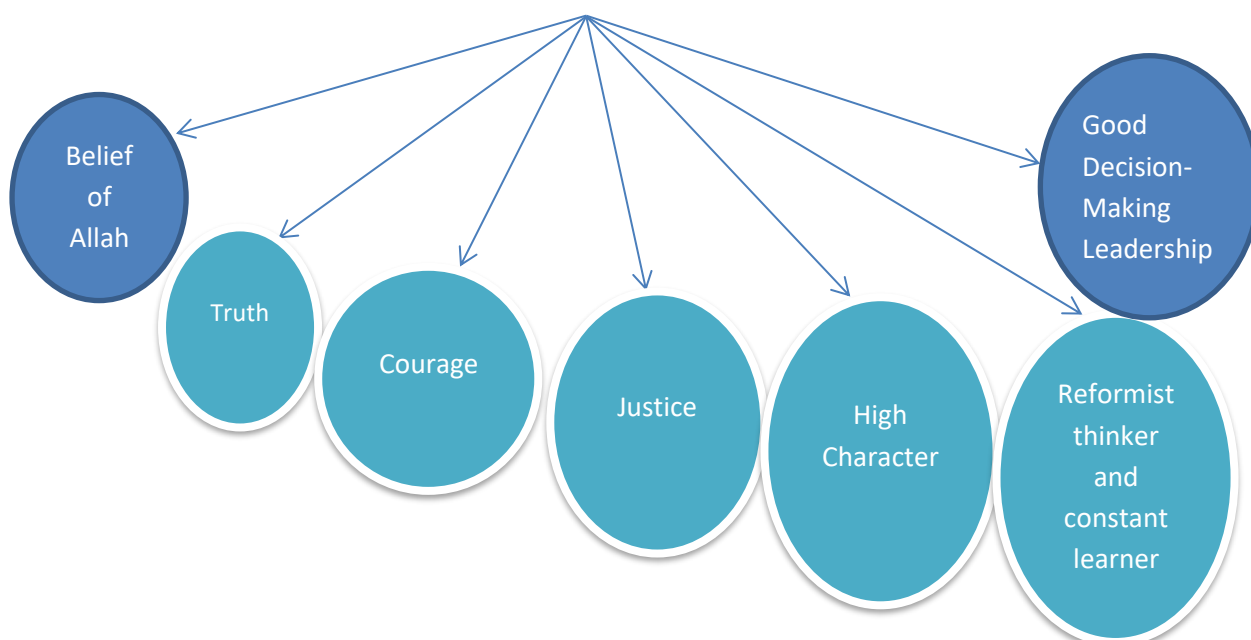 Belief
of
Allah
Truth
Courage
Justice
High
Character
Reformist
thinker
and
constant
learner
Good
Decision-
Making
Leadership